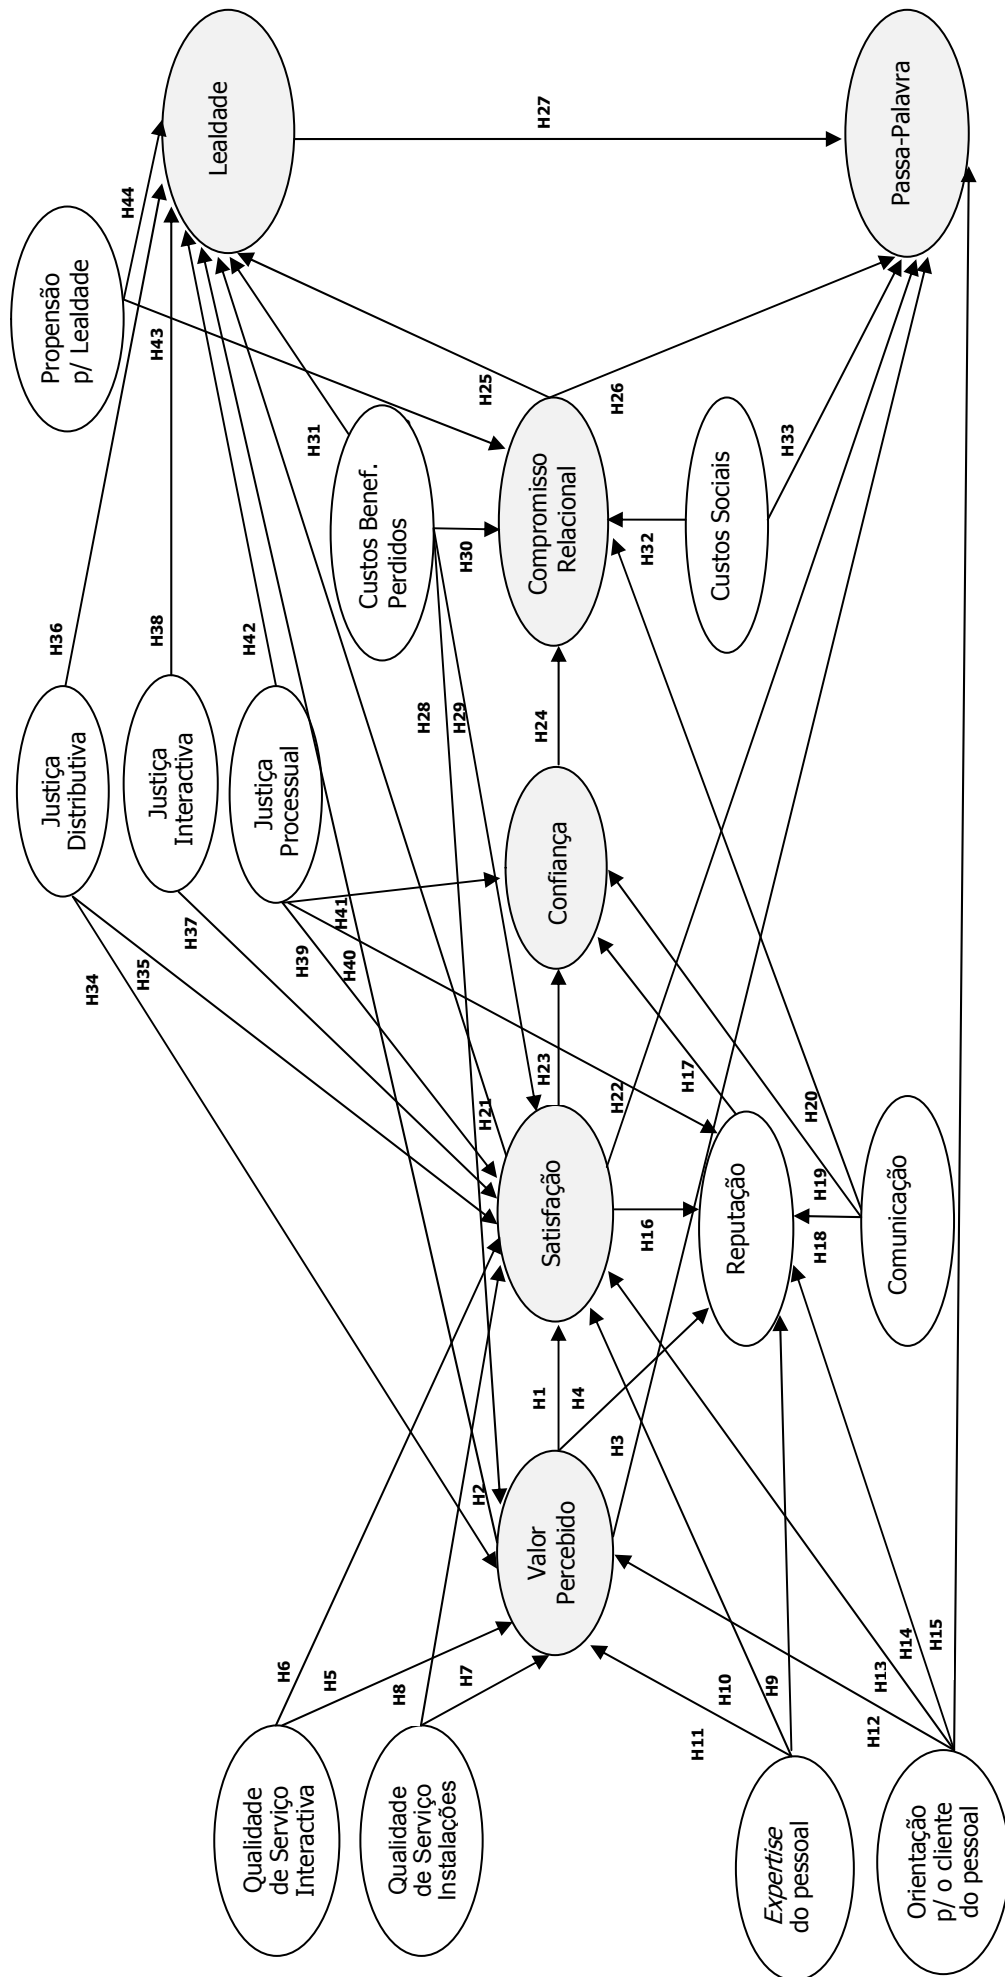 Propensão
p/ Lealdade
Lealdade
Passa-Palavra
H44
H43
H27
H36
H38
H42
H31
H25
H26
H33
Justiça
Distributiva
Justiça
Interactiva
Justiça
Processual
Custos Benef.
Perdidos
Compromisso
Relacional
Custos Sociais
H30
H32
H28
H29
H24
Confiança
H34
H35
H37
H39
H40
H41
H21
H23
H22
H17
H20
H19
H18
H16
Satisfação
Reputação
Comunicação
H1
H4
H3
H2
Valor
Percebido
H6
H5
H8
H7
H11
H10
H9
H12
H13
H14
H15
Qualidade
de Serviço
Interactiva
Qualidade
de Serviço
Instalações
Expertise
do pessoal
Orientação
p/ o cliente
do pessoal